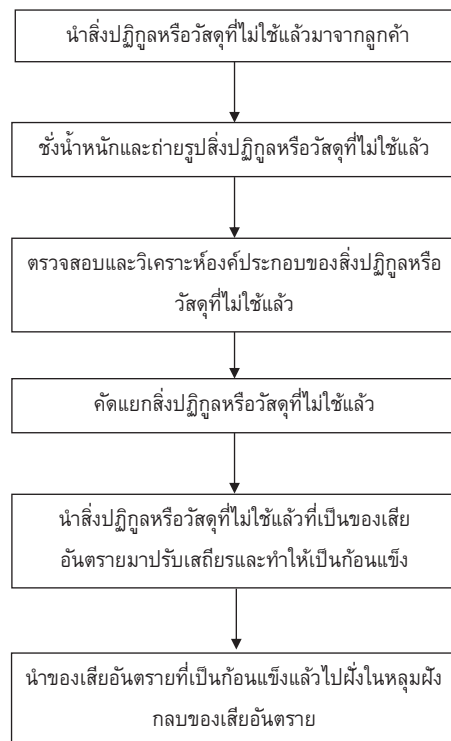 นำสิ่งปฏิกูลหรือวัสดุที่ไม่ใช้แล้วมาจากลูกค้า
ชั่งน้ำหนักและถ่ายรูปสิ่งปฏิกูลหรือวัสดุที่ไม่ใช้แล้ว
ตรวจสอบและวิเคราะห์องค์ประกอบของสิ่งปฏิกูลหรือ
วัสดุที่ไม่ใช้แล้ว
คัดแยกสิ่งปฏิกูลหรือวัสดุที่ไม่ใช้แล้ว
นำสิ่งปฏิกูลหรือวัสดุที่ไม่ใช้แล้วที่เป็นของเสีย
อันตรายมาปรับเสถียรและทำให้เป็นก้อนแข็ง
นำของเสียอันตรายที่เป็นก้อนแข็งแล้วไปฝั่งในหลุมฝัง
กลบของเสียอันตราย